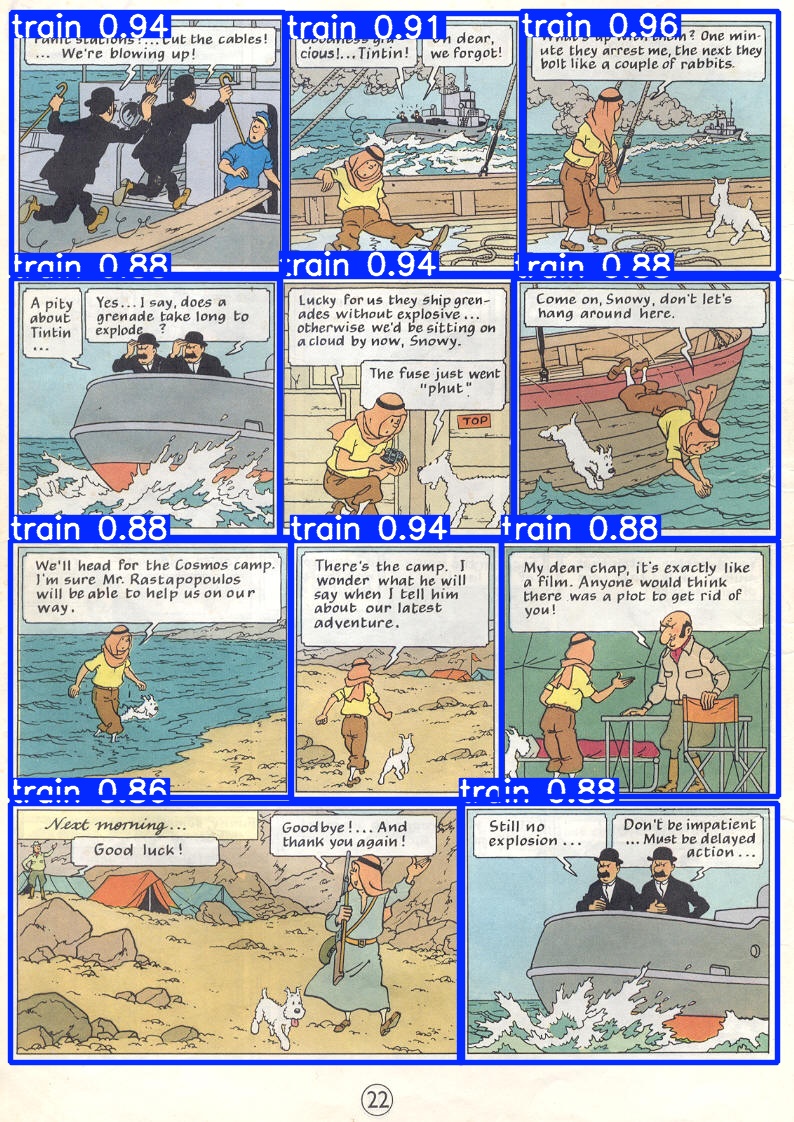 train 0.94
Panic stations!... Cut the cables!
... We're blowing up!
train 0.91
Goodness gra-
cious!... Tintin!
Oh dear,
we forgot!
train 0.96
What's up with them? One min-
ute they arrest me, the next they
bolt like a couple of rabbits.
train 0.88
A pity
about
Tintin
...
Yes... I say, does a
grenade take long to
explode ?
train 0.94
Lucky for us they ship gren-
ades without explosive...
otherwise we'd be sitting on
a cloud by now, Snowy.
The fuse just went
"phut".
TOP
train 0.88
Come on, Snowy, don't let's
hang around here.
train 0.88
We'll head for the Cosmos camp.
I'm sure Mr. Rastapopoulos
will be able to help us on our
way.
train 0.94
There's the camp. I
wonder what he will
say when I tell him
about our latest
adventure.
train 0.88
My dear chap, it's exactly like
a film. Anyone would think
there was a plot to get rid of
you!
train 0.86
Next morning...
Good luck!
Goodbye!... And
thank you again!
train 0.88
Still no
explosion ...
Don't be impatient
... Must be delayed
action ...
22